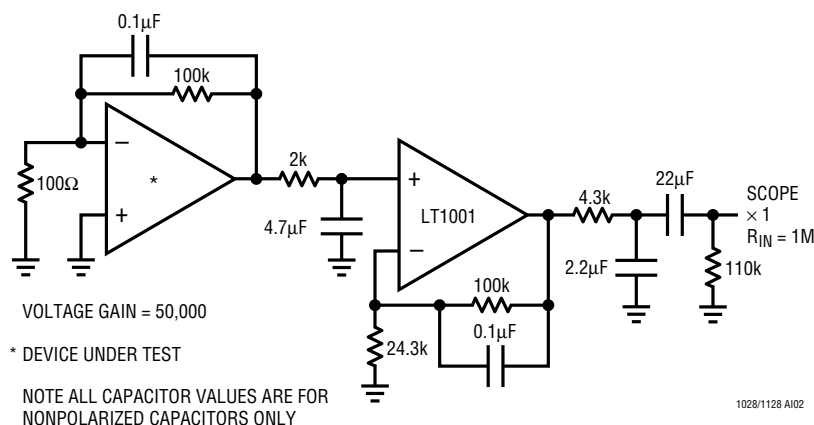 0.1µF
100k
100Ω
−
+
*
2k
4.7µF
+
−
LT1001
100k
0.1µF
24.3k
4.3k
22µF
2.2µF
110k
SCOPE
× 1
R_IN = 1M
VOLTAGE GAIN = 50,000
* DEVICE UNDER TEST
NOTE ALL CAPACITOR VALUES ARE FOR
NONPOLARIZED CAPACITORS ONLY
1028/1128 AI02